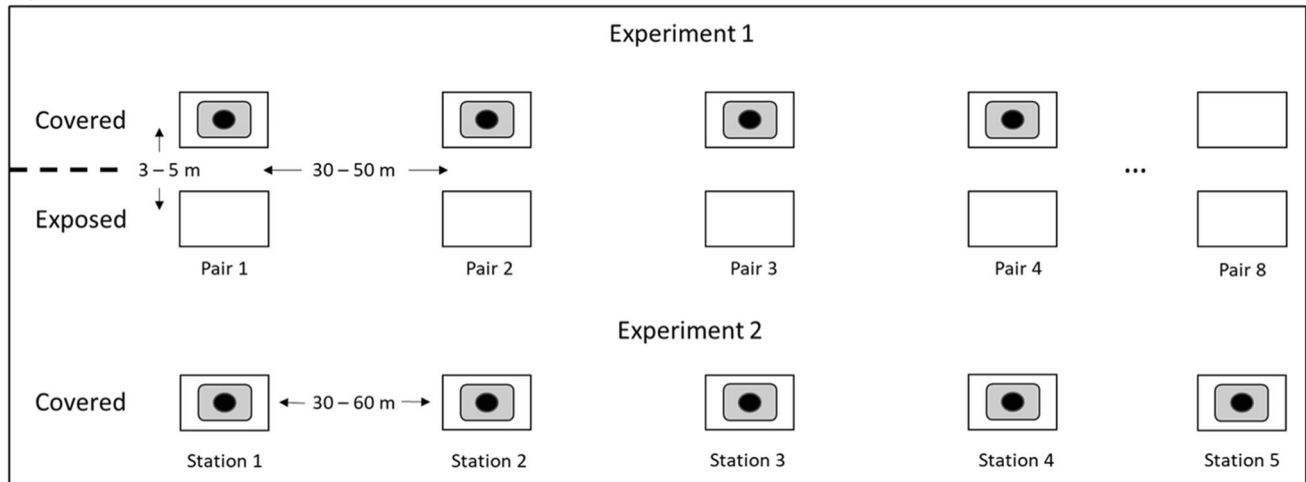 Experiment 1
Covered
3 – 5 m
30 – 50 m
...
Exposed
Pair 1
Pair 2
Pair 3
Pair 4
Pair 8
Experiment 2
Covered
30 – 60 m
Station 1
Station 2
Station 3
Station 4
Station 5